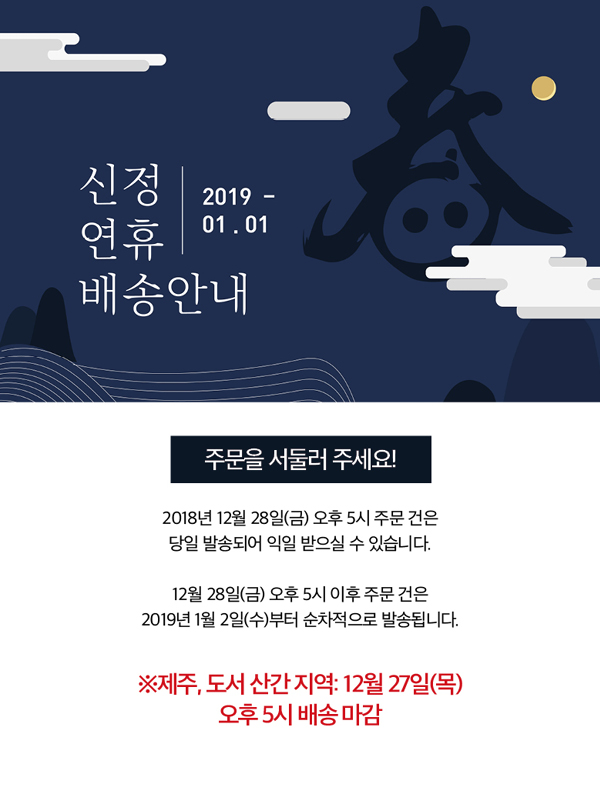 春
신정
연휴
배송안내
2019 -
01 . 01
주문을 서둘러 주세요!
2018년 12월 28일(금) 오후 5시 주문 건은
당일 발송되어 익일 받으실 수 있습니다.
12월 28일(금) 오후 5시 이후 주문 건은
2019년 1월 2일(수)부터 순차적으로 발송됩니다.
※제주, 도서 산간 지역: 12월 27일(목)
오후 5시 배송 마감